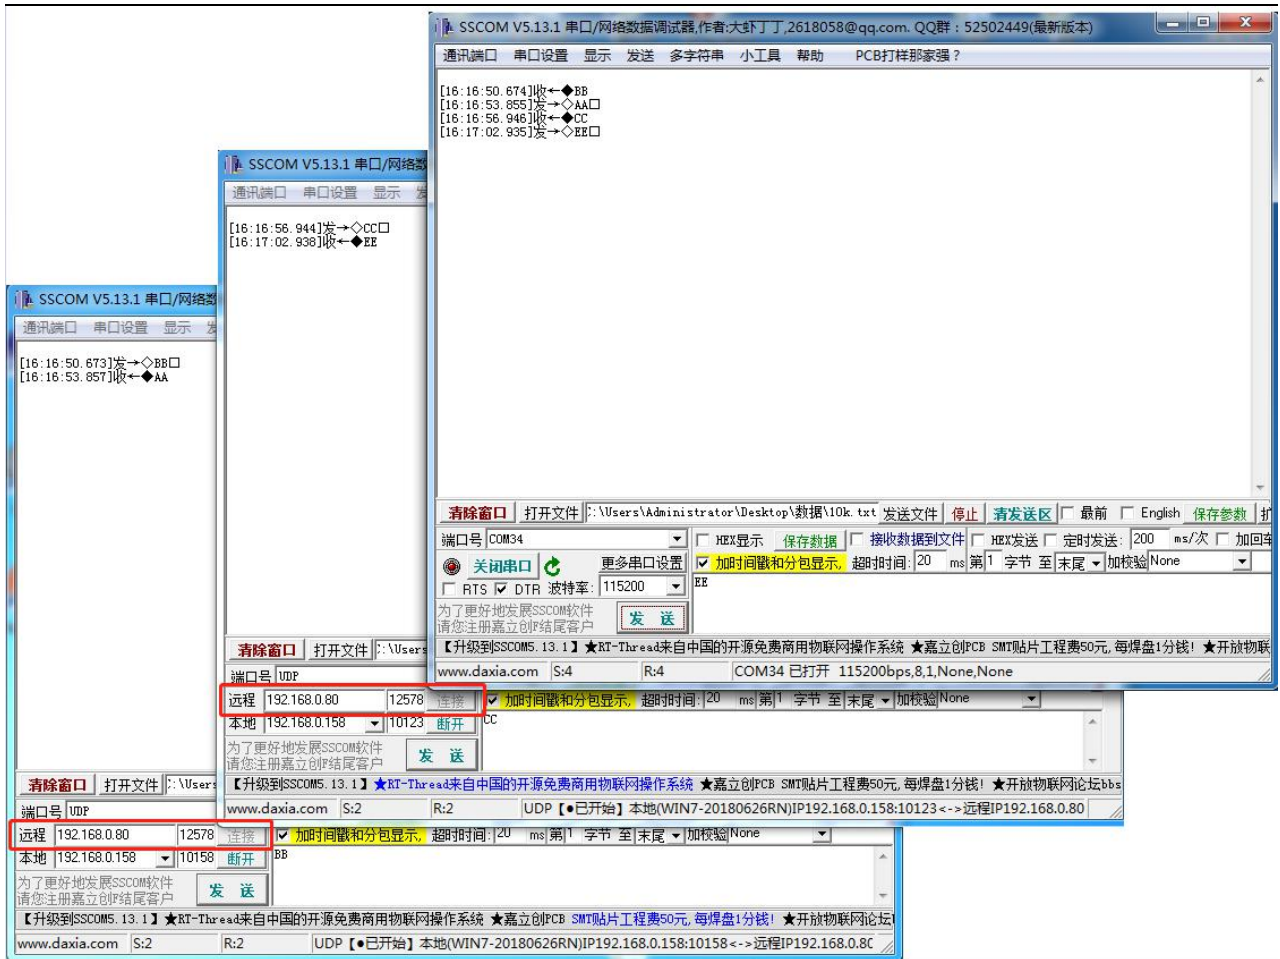 SSCOM V5.13.1 串口/网络数据调试器,作者:大虾丁丁,2618058@qq.com. QQ群：52502449(最新版本)
通讯端口 串口设置 显示 发送 多字符串 小工具 帮助 PCB打样那家强？
[16:16:50.674]收←◆BB
[16:16:53.855]发→◇AA□
[16:16:56.946]收←◆CC
[16:17:02.935]发→◇EE□
清除窗口 打开文件 :\Users\Administrator\Desktop\数据\10k.txt 发送文件 停止 清发送区 最前 English 保存参数 扩
端口号 COM34 HEX显示 保存数据 接收数据到文件 HEX发送 定时发送: 200 ms/次 加回车
关闭串口 更多串口设置 加时间戳和分包显示, 超时时间: 20 ms 第1 字节 至 末尾 加校验 None
RTS DTR 波特率: 115200 EE
为了更好地发展SSCOM软件
请您注册嘉立创F结尾客户
发 送
【升级到SSCOM5.13.1】★RT-Thread来自中国的开源免费商用物联网操作系统 ★嘉立创PCB SMT贴片工程费50元,每焊盘1分钱! ★开放物联
www.daxia.com S:4 R:4 COM34 已打开 115200bps,8,1,None,None
SSCOM V5.13.1 串口/网络数
通讯端口 串口设置 显示 发
[16:16:56.944]发→◇CC□
[16:17:02.938]收←◆EE
清除窗口 打开文件 :\Users
端口号 UDP
远程 192.168.0.80 12578 连接 加时间戳和分包显示, 超时时间: 20 ms 第1 字节 至 末尾 加校验 None
本地 192.168.0.158 10123 断开 CC
为了更好地发展SSCOM软件
请您注册嘉立创F结尾客户
发 送
【升级到SSCOM5.13.1】★RT-Thread来自中国的开源免费商用物联网操作系统 ★嘉立创PCB SMT贴片工程费50元,每焊盘1分钱! ★开放物联网论坛bbs
www.daxia.com S:2 R:2 UDP【●已开始】本地(WIN7-20180626RN)IP192.168.0.158:10123<->远程IP192.168.0.80
SSCOM V5.13.1 串口/网络数
通讯端口 串口设置 显示 发
[16:16:50.673]发→◇BB□
[16:16:53.857]收←◆AA
清除窗口 打开文件 :\Users
端口号 UDP
远程 192.168.0.80 12578 连接 加时间戳和分包显示, 超时时间: 20 ms 第1 字节 至 末尾 加校验 None
本地 192.168.0.158 10158 断开 BB
为了更好地发展SSCOM软件
请您注册嘉立创F结尾客户
发 送
【升级到SSCOM5.13.1】★RT-Thread来自中国的开源免费商用物联网操作系统 ★嘉立创PCB SMT贴片工程费50元,每焊盘1分钱! ★开放物联网论坛
www.daxia.com S:2 R:2 UDP【●已开始】本地(WIN7-20180626RN)IP192.168.0.158:10158<->远程IP192.168.0.80